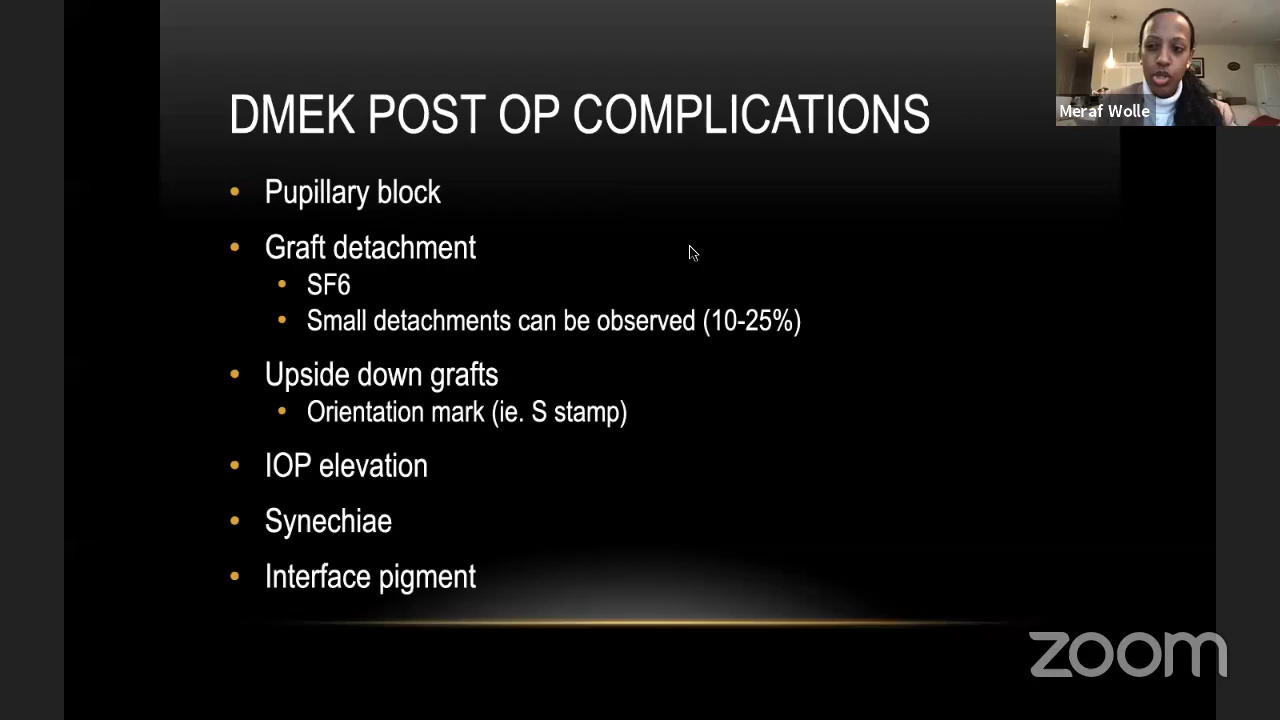 DMEK POST OP COMPLICATIONS
Meraf Wolle
• Pupillary block
• Graft detachment
• SF6
• Small detachments can be observed (10-25%)
• Upside down grafts
• Orientation mark (ie. S stamp)
• IOP elevation
• Synechiae
• Interface pigment
zoom